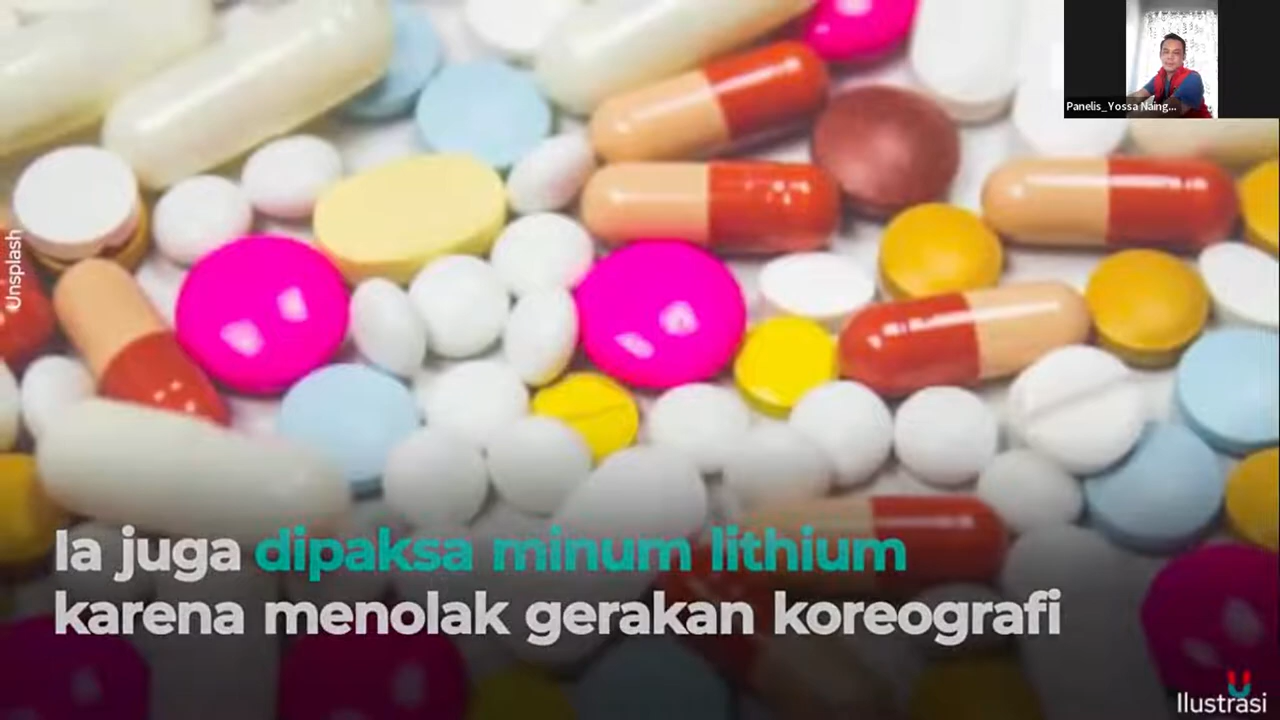 Panelis_Yossa Naing...
Unsplash
Ia juga dipaksa minum lithium
karena menolak gerakan koreografi
Ilustrasi